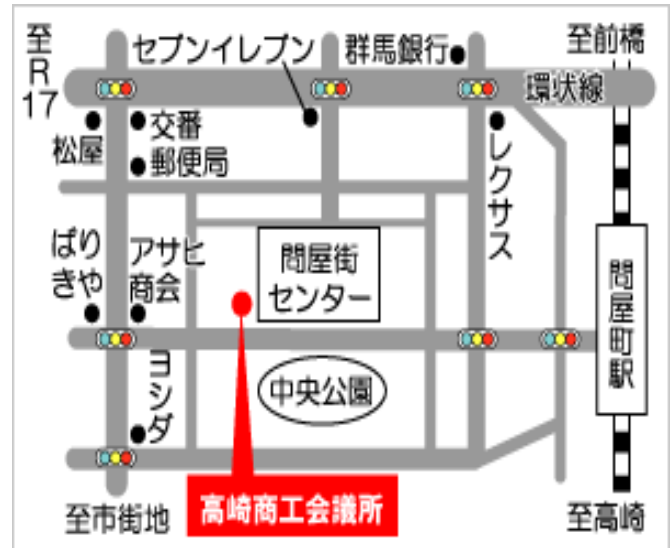 至
R
17
セブンイレブン
群馬銀行
至前橋
環状線
松屋
交番
郵便局
レクサス
ばり
きや
アサヒ
商会
問屋街
センター
問屋町駅
ヨシダ
中央公園
高崎商工会議所
至市街地
至高崎